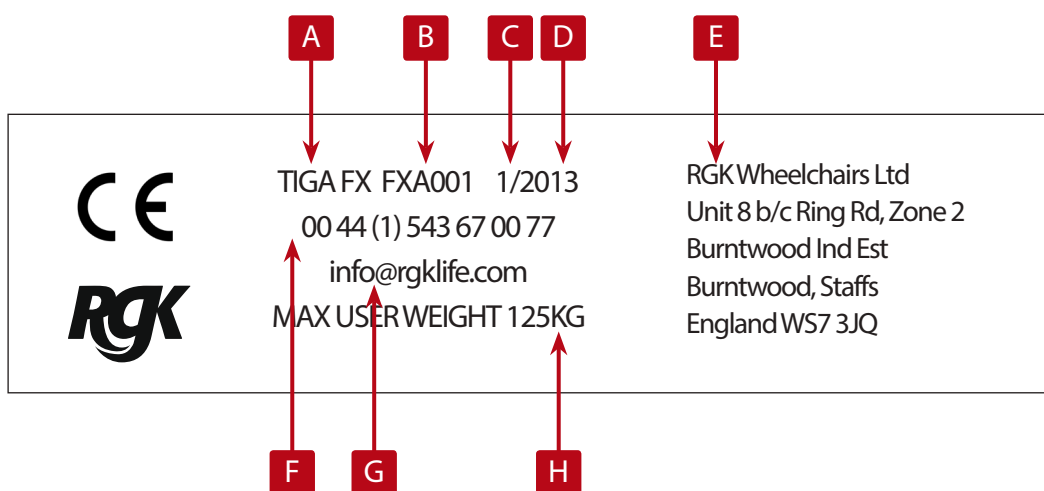 A B C D E
CE
RGK
TIGA FX FXA001 1/2013
00 44 (1) 543 67 00 77
info@rgklife.com
MAX USER WEIGHT 125KG
RGK Wheelchairs Ltd
Unit 8 b/c Ring Rd, Zone 2
Burntwood Ind Est
Burntwood, Staffs
England WS7 3JQ
F G H